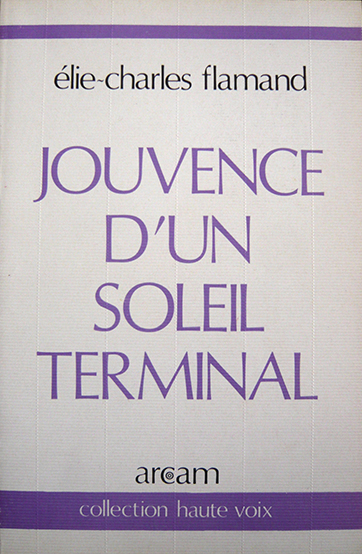 élie-charles flamand
JOUVENCE
D'UN
SOLEIL
TERMINAL
arcam
collection haute voix